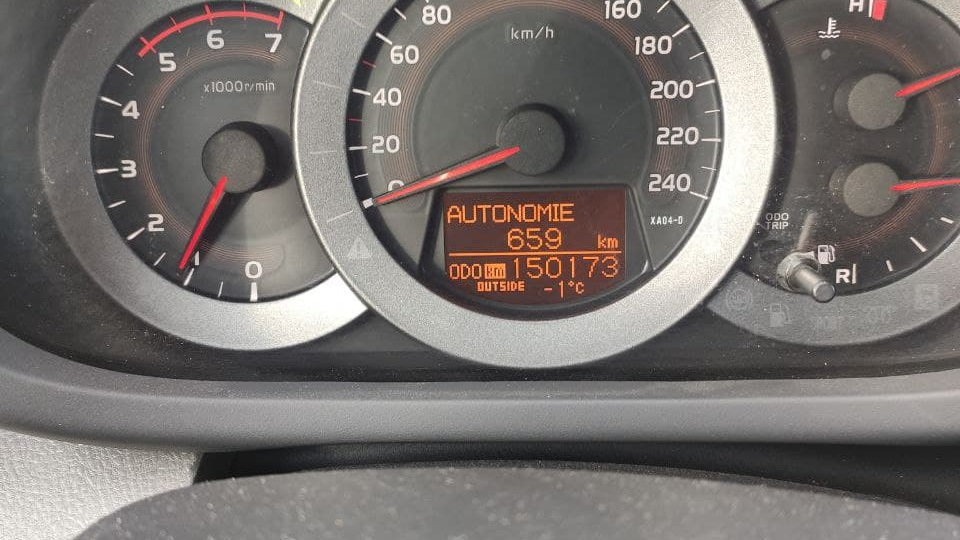 0 1 2 3 4 5 6 7
x1000r/min
0 20 40 60 80 160 180 200 220 240
km/h
XA04-D
AUTONOMIE
659 km
ODO km 150173
OUTSIDE -1°C
H
ODO
TRIP
R